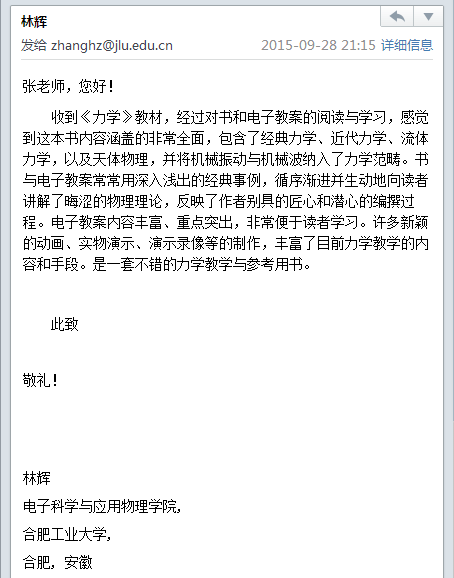 林辉
发给 zhanghz@jlu.edu.cn 2015-09-28 21:15 详细信息
张老师，您好！
收到《力学》教材，经过对书和电子教案的阅读与学习，感觉
到这本书内容涵盖的非常全面，包含了经典力学、近代力学、流体
力学，以及天体物理，并将机械振动与机械波纳入了力学范畴。书
与电子教案常常用深入浅出的经典事例，循序渐进并生动地向读者
讲解了晦涩的物理理论，反映了作者别具的匠心和潜心的编撰过
程。电子教案内容丰富、重点突出，非常便于读者学习。许多新颖
的动画、实物演示、演示录像等的制作，丰富了目前力学教学的内
容和手段。是一套不错的力学教学与参考用书。
此致
敬礼！
林辉
电子科学与应用物理学院,
合肥工业大学,
合肥，安徽